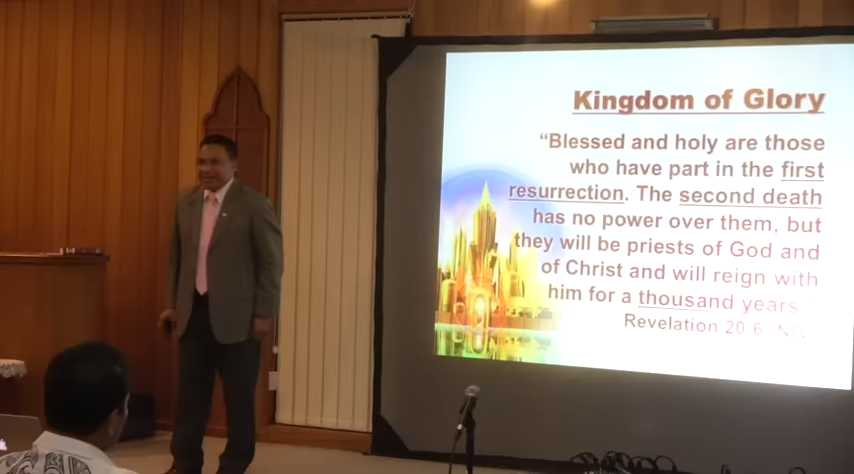 Kingdom of Glory
“Blessed and holy are those
who have part in the first
resurrection. The second death
has no power over them, but
they will be priests of God and
of Christ and will reign with
him for a thousand years.”
Revelation 20 6